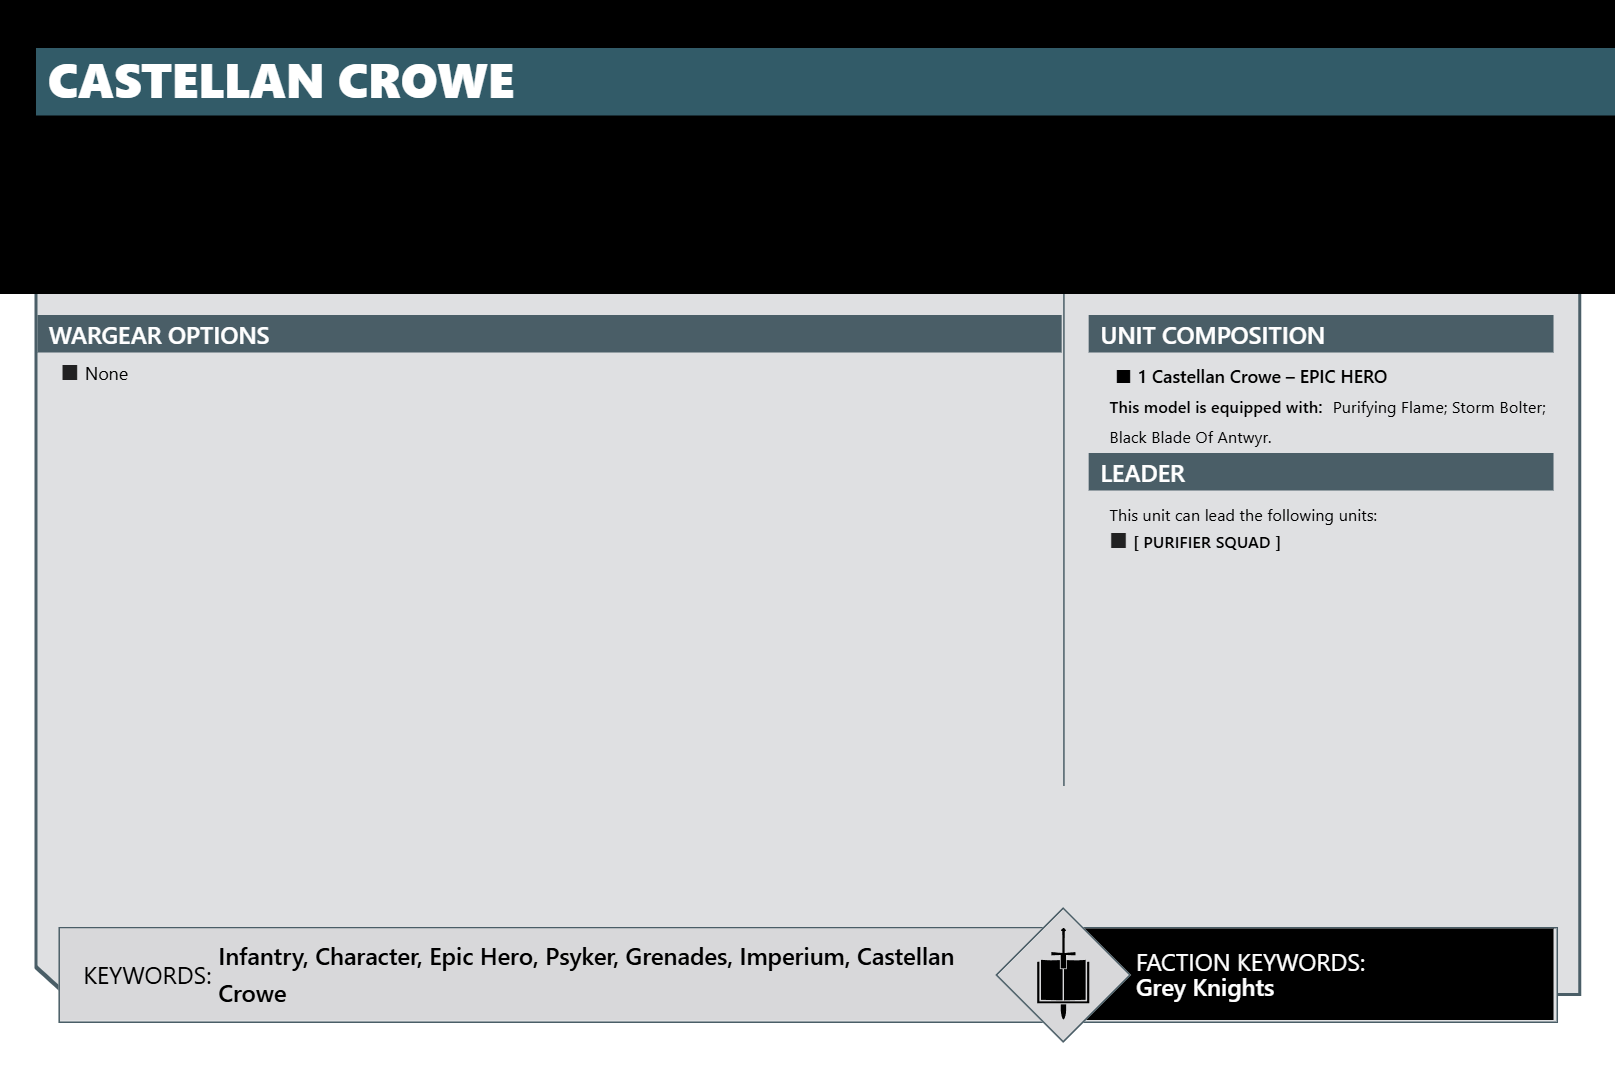 CASTELLAN CROWE
WARGEAR OPTIONS
■ None
UNIT COMPOSITION
■ 1 Castellan Crowe – EPIC HERO
This model is equipped with: Purifying Flame; Storm Bolter;
Black Blade Of Antwyr.
LEADER
This unit can lead the following units:
■ [ PURIFIER SQUAD ]
KEYWORDS: Infantry, Character, Epic Hero, Psyker, Grenades, Imperium, Castellan
Crowe
FACTION KEYWORDS:
Grey Knights